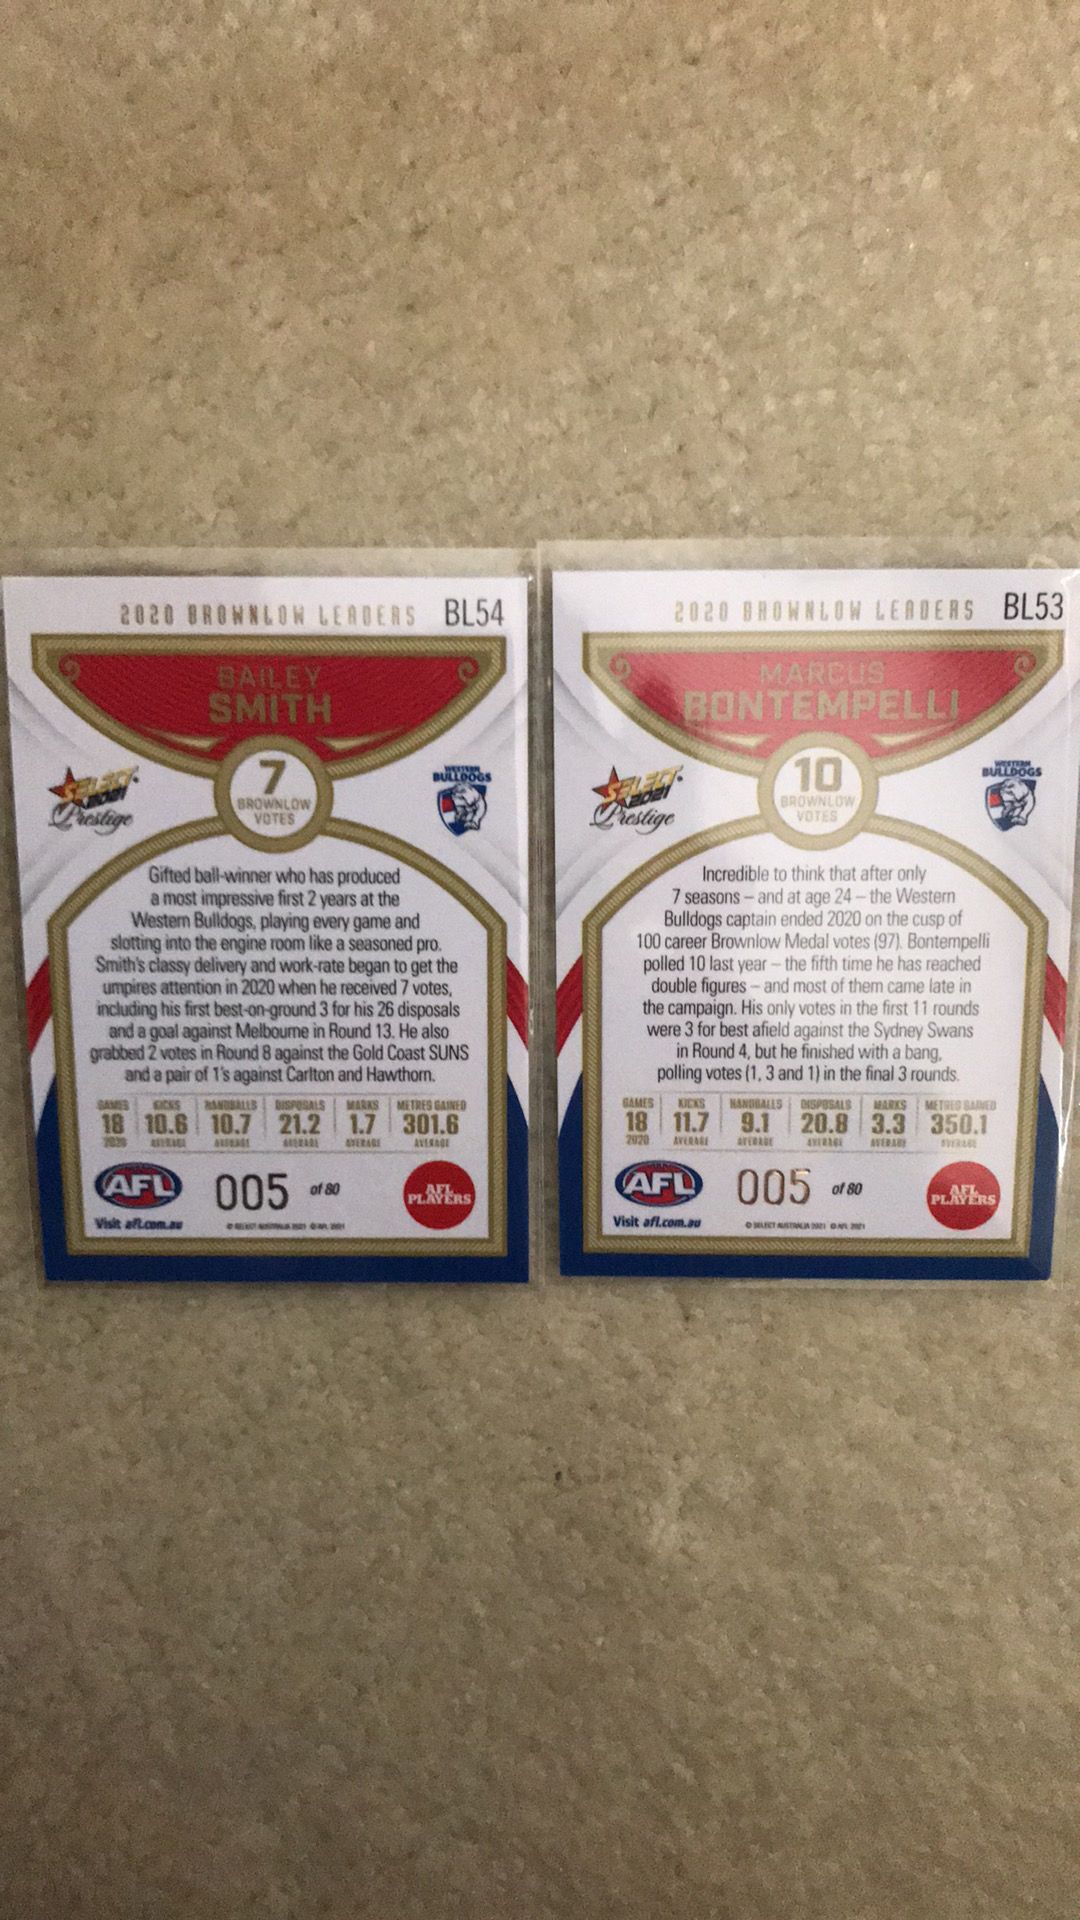 2020 BROWNLOW LEADERS BL54
BAILEY
SMITH
7
BROWNLOW
VOTES
SELECT
2021
Prestige
WESTERN
BULLDOGS
Gifted ball-winner who has produced
a most impressive first 2 years at the
Western Bulldogs, playing every game and
slotting into the engine room like a seasoned pro.
Smith's classy delivery and work-rate began to get the
umpires attention in 2020 when he received 7 votes,
including his first best-on-ground 3 for his 26 disposals
and a goal against Melbourne in Round 13. He also
grabbed 2 votes in Round 8 against the Gold Coast SUNS
and a pair of 1's against Carlton and Hawthorn.
GAMES KICKS HANDBALLS DISPOSALS MARKS METRES GAINED
18 10.6 10.7 21.2 1.7 301.6
2020 AVERAGE AVERAGE AVERAGE AVERAGE AVERAGE
AFL
005 of 80
AFL
PLAYERS
Visit afl.com.au
© SELECT AUSTRALIA 2021 © AFL 2021
2020 BROWNLOW LEADERS BL53
MARCUS
BONTEMPELLI
10
BROWNLOW
VOTES
SELECT
2021
Prestige
WESTERN
BULLDOGS
Incredible to think that after only
7 seasons – and at age 24 – the Western
Bulldogs captain ended 2020 on the cusp of
100 career Brownlow Medal votes (97). Bontempelli
polled 10 last year – the fifth time he has reached
double figures – and most of them came late in
the campaign. His only votes in the first 11 rounds
were 3 for best afield against the Sydney Swans
in Round 4, but he finished with a bang,
polling votes (1, 3 and 1) in the final 3 rounds.
GAMES KICKS HANDBALLS DISPOSALS MARKS METRES GAINED
18 11.7 9.1 20.8 3.3 350.1
2020 AVERAGE AVERAGE AVERAGE AVERAGE AVERAGE
AFL
005 of 80
AFL
PLAYERS
Visit afl.com.au
© SELECT AUSTRALIA 2021 © AFL 2021